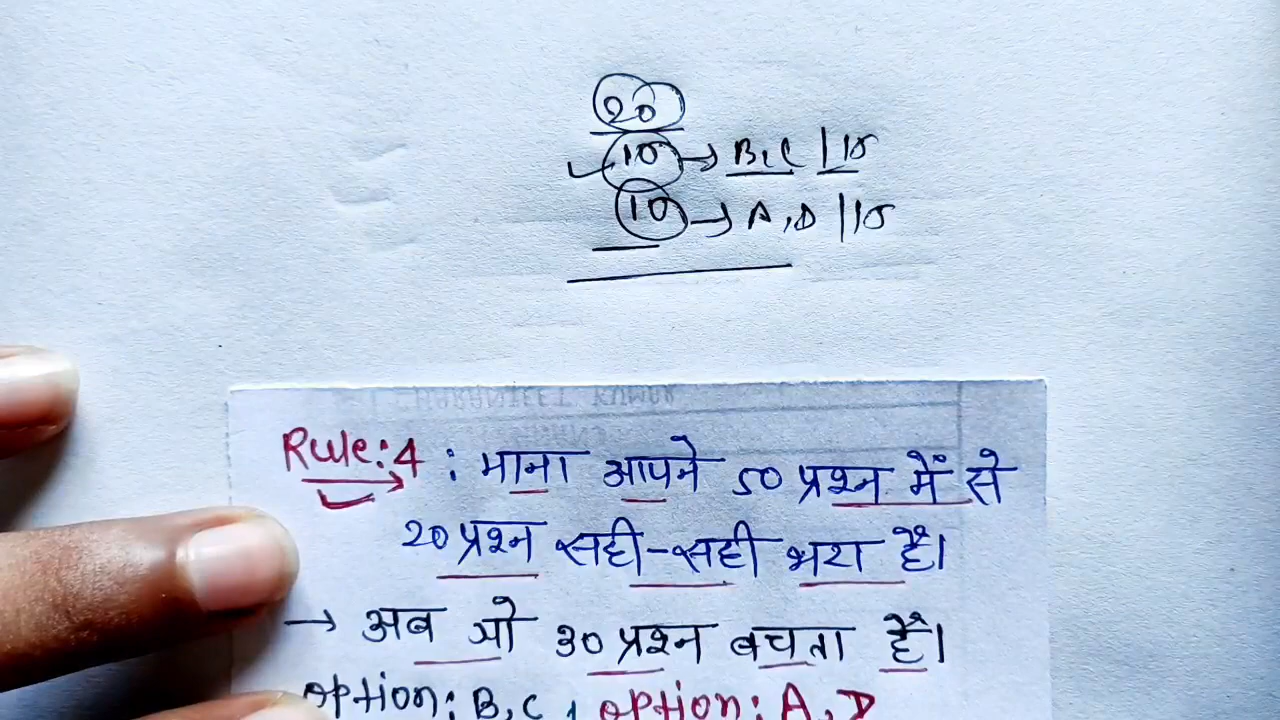 20
10 → B,C | 10
10 → A,D | 10
Rule:4 : माना आपने 50 प्रश्न में से
20 प्रश्न सही-सही भरा है।
→ अब जो 30 प्रश्न बचता है।
option: B,C , option: A,D